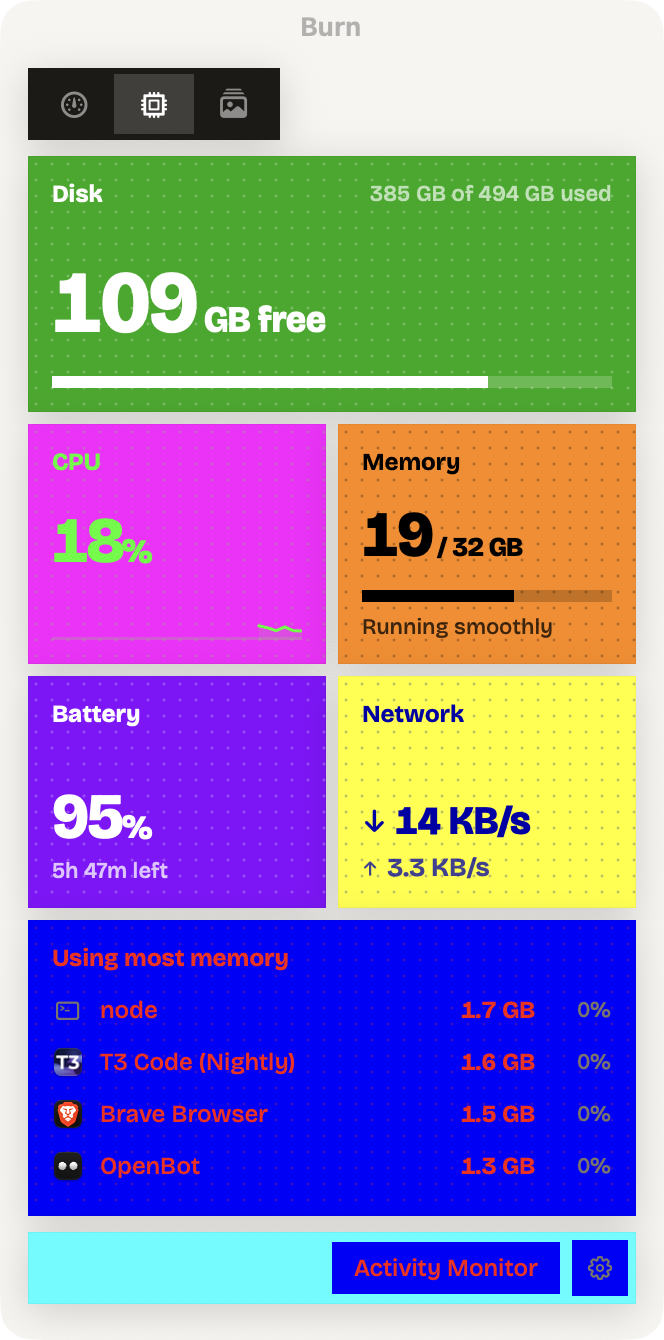 Burn
Disk
385 GB of 494 GB used
109 GB free
CPU
18%
Memory
19 / 32 GB
Running smoothly
Battery
95%
5h 47m left
Network
↓ 14 KB/s
↑ 3.3 KB/s
Using most memory
node 1.7 GB 0%
T3 T3 Code (Nightly) 1.6 GB 0%
Brave Browser 1.5 GB 0%
OpenBot 1.3 GB 0%
Activity Monitor